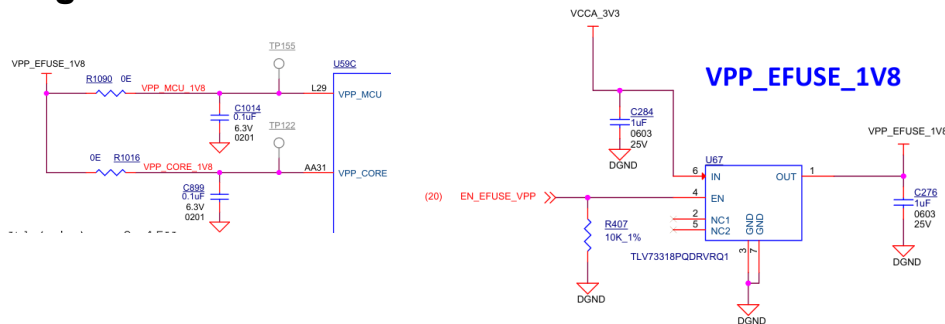 g
VPP_EFUSE_1V8
R1090 0E
VPP_MCU_1V8
TP155
U59C
L29
VPP_MCU
C1014
0.1uF
6.3V
0201
TP122
0E R1016
VPP_CORE_1V8
AA31
VPP_CORE
C899
0.1uF
6.3V
0201
VCCA_3V3
VPP_EFUSE_1V8
C284
1uF
0603
25V
DGND
U67
6 IN
OUT 1
4 EN
2 NC1
5 NC2
GND
GND
3
7
TLV73318PQDRVRQ1
(20) EN_EFUSE_VPP
R407
10K_1%
DGND
DGND
VPP_EFUSE_1V8
C276
1uF
0603
25V
DGND